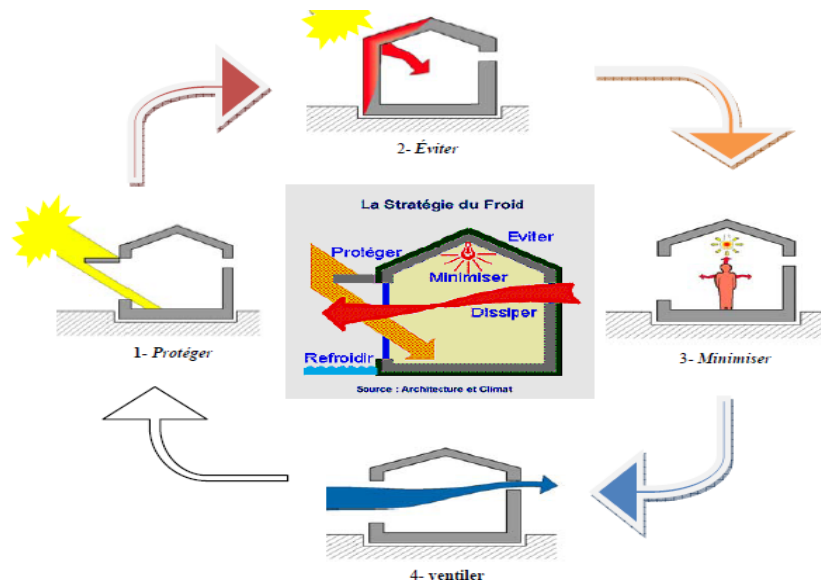 2- Éviter
La Stratégie du Froid
Protéger
Eviter
Minimiser
Dissiper
Refroidir
Source : Architecture et Climat
1- Protéger
3- Minimiser
4- ventiler